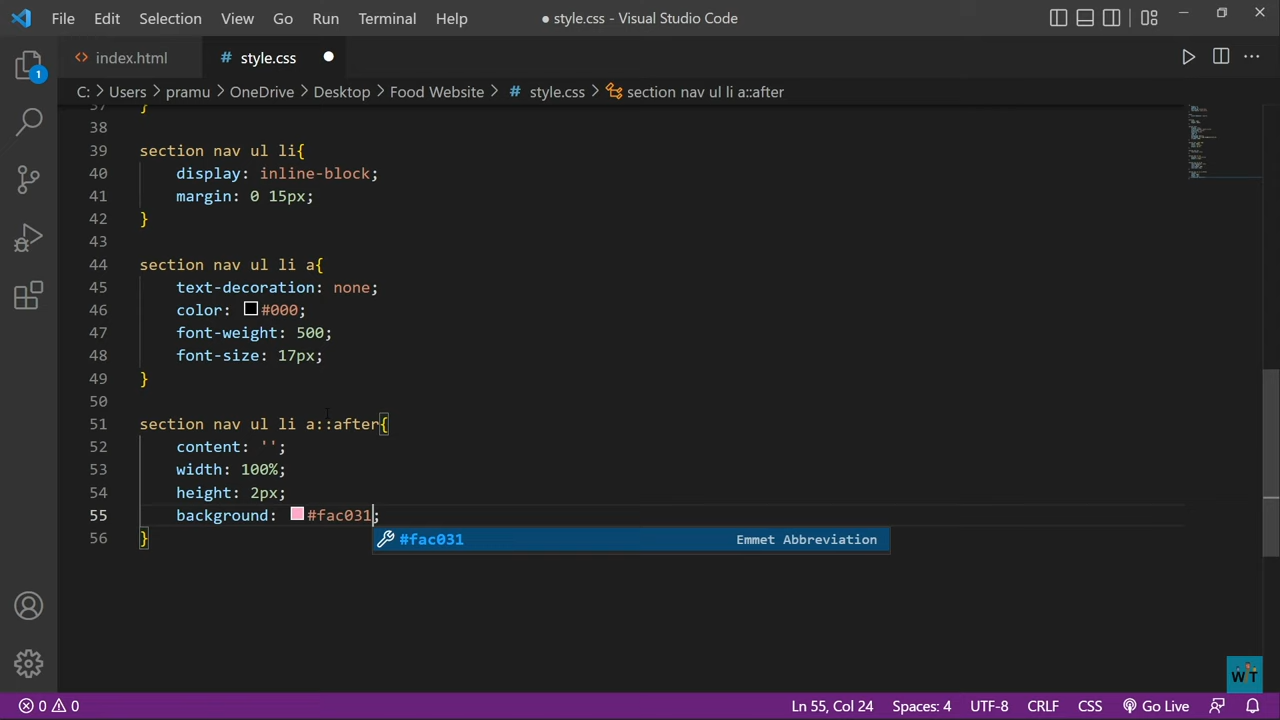 File Edit Selection View Go Run Terminal Help ● style.css - Visual Studio Code
index.html # style.css
C: > Users > pramu > OneDrive > Desktop > Food Website > # style.css > section nav ul li a::after
1
37 }
38
39 section nav ul li{
40 display: inline-block;
41 margin: 0 15px;
42 }
43
44 section nav ul li a{
45 text-decoration: none;
46 color: #000;
47 font-weight: 500;
48 font-size: 17px;
49 }
50
51 section nav ul li a::after{
52 content: '';
53 width: 100%;
54 height: 2px;
55 background: #fac031;
#fac031 Emmet Abbreviation
56 }
WT
0 0 Ln 55, Col 24 Spaces: 4 UTF-8 CRLF CSS Go Live